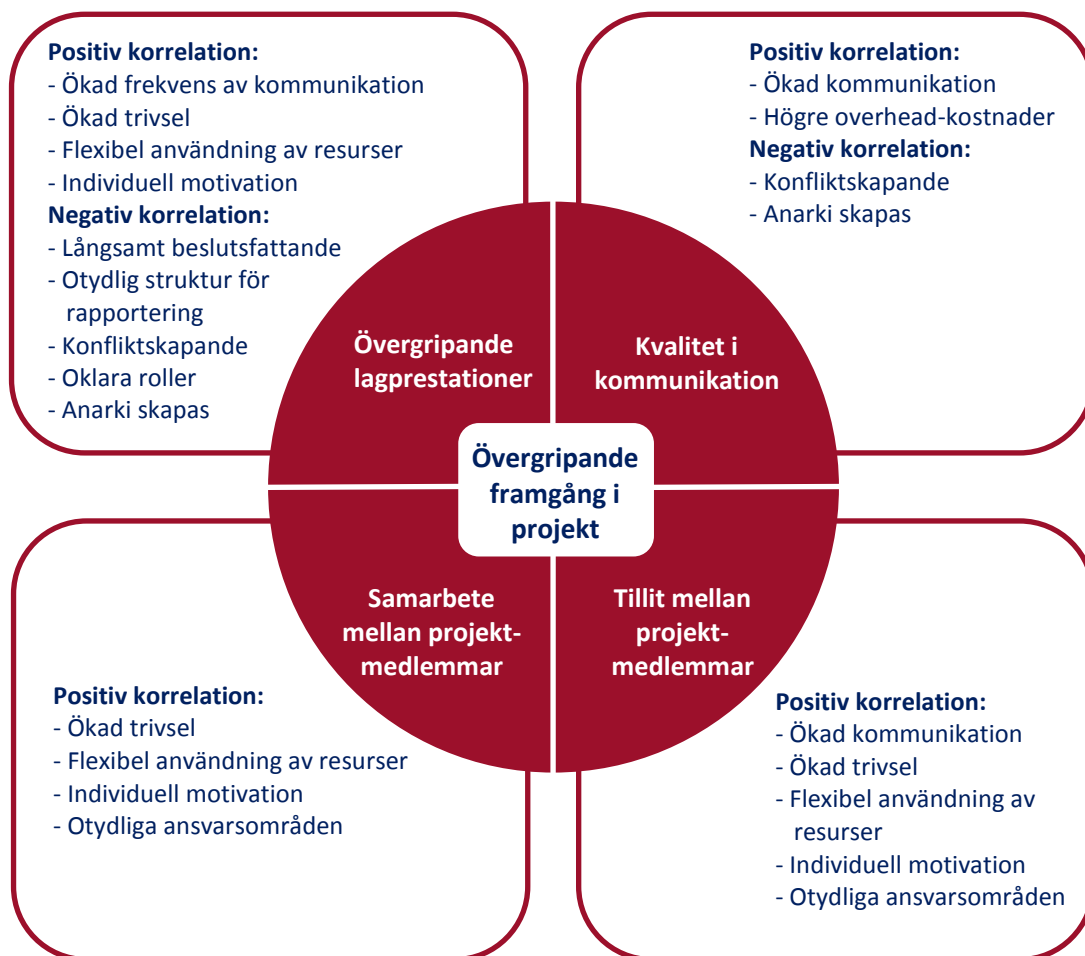 Positiv korrelation:
- Ökad frekvens av kommunikation
- Ökad trivsel
- Flexibel användning av resurser
- Individuell motivation
Negativ korrelation:
- Långsamt beslutsfattande
- Otydlig struktur för
rapportering
- Konfliktskapande
- Oklara roller
- Anarki skapas
Positiv korrelation:
- Ökad kommunikation
- Högre overhead-kostnader
Negativ korrelation:
- Konfliktskapande
- Anarki skapas
Övergripande
lagprestationer
Kvalitet i
kommunikation
Övergripande
framgång i
projekt
Samarbete
mellan projekt-
medlemmar
Tillit mellan
projekt-
medlemmar
Positiv korrelation:
- Ökad trivsel
- Flexibel användning av resurser
- Individuell motivation
- Otydliga ansvarsområden
Positiv korrelation:
- Ökad kommunikation
- Ökad trivsel
- Flexibel användning av
resurser
- Individuell motivation
- Otydliga ansvarsområden